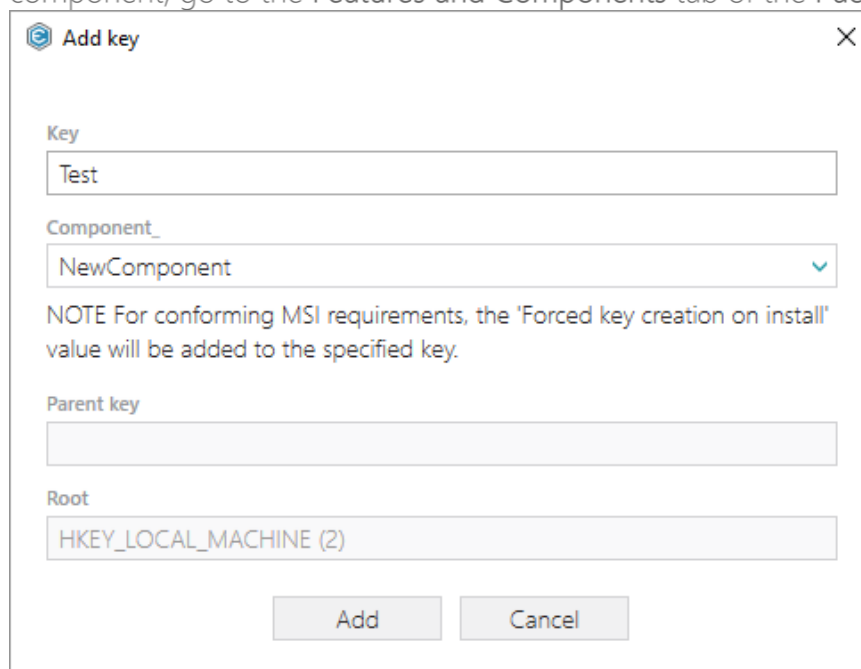 component, go to the Features and Components tab of the
Add key
Key
Test
Component_
NewComponent
NOTE For conforming MSI requirements, the 'Forced key creation on install'
value will be added to the specified key.
Parent key
Root
HKEY_LOCAL_MACHINE (2)
Add
Cancel